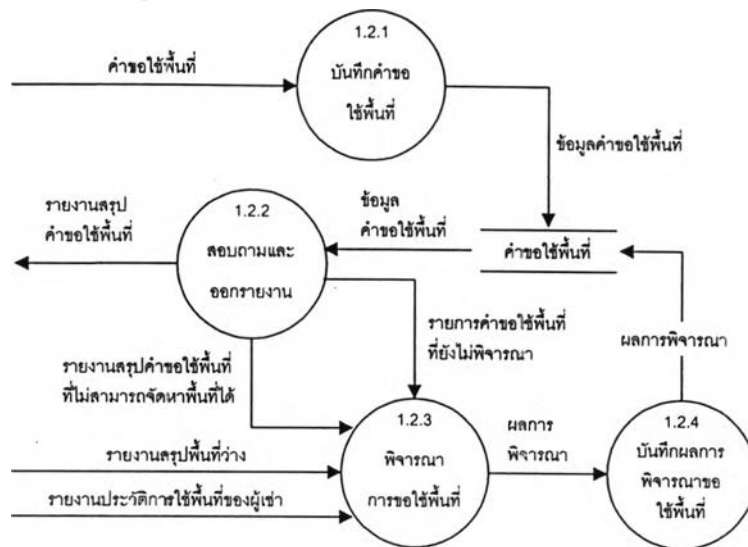 1.2.1
คำขอใช้พื้นที่
บันทึกคำขอ
ใช้พื้นที่
ข้อมูลคำขอใช้พื้นที่
รายงานสรุป
คำขอใช้พื้นที่
1.2.2
สอบถามและ
ออกรายงาน
ข้อมูล
คำขอใช้พื้นที่
คำขอใช้พื้นที่
รายการคำขอใช้พื้นที่
ที่ยังไม่พิจารณา
ผลการพิจารณา
รายงานสรุปคำขอใช้พื้นที่
ที่ไม่สามารถจัดหาพื้นที่ได้
1.2.3
พิจารณา
การขอใช้พื้นที่
ผลการ
พิจารณา
1.2.4
บันทึกผลการ
พิจารณาขอ
ใช้พื้นที่
รายงานสรุปพื้นที่ว่าง
รายงานประวัติการใช้พื้นที่ของผู้เช่า